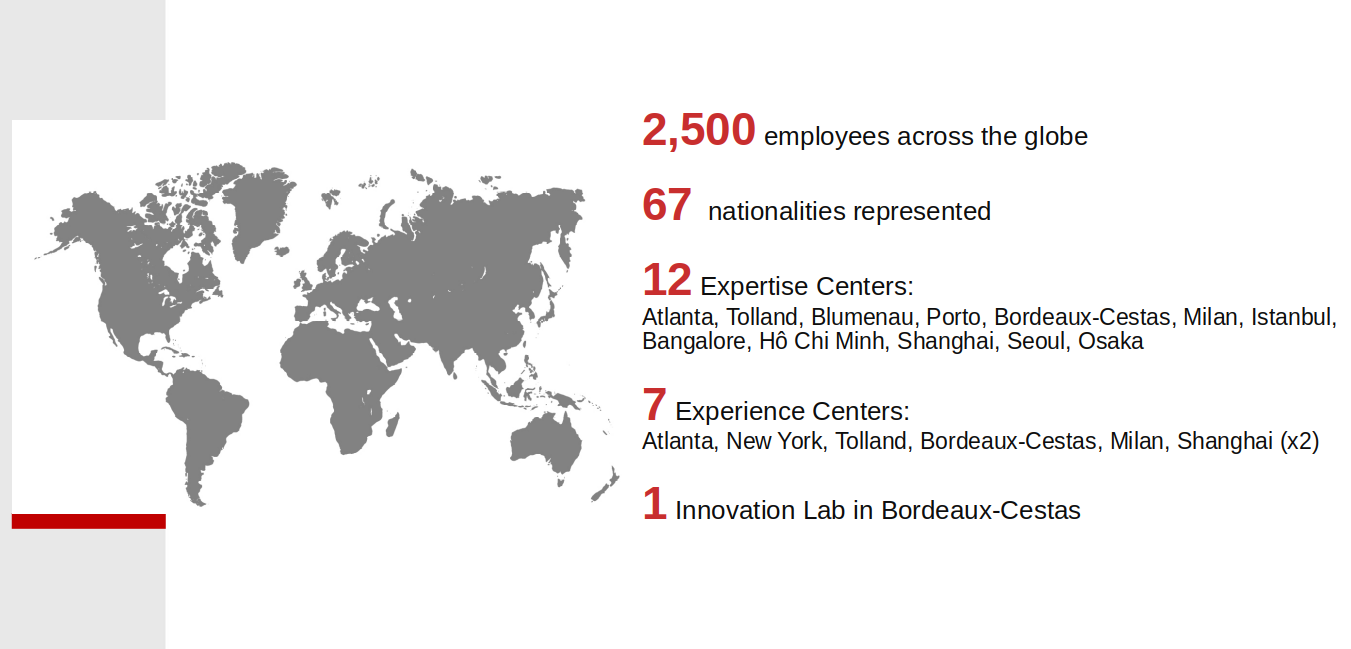 2,500 employees across the globe
67 nationalities represented
12 Expertise Centers:
Atlanta, Tolland, Blumenau, Porto, Bordeaux-Cestas, Milan, Istanbul,
Bangalore, Hô Chi Minh, Shanghai, Seoul, Osaka
7 Experience Centers:
Atlanta, New York, Tolland, Bordeaux-Cestas, Milan, Shanghai (x2)
1 Innovation Lab in Bordeaux-Cestas